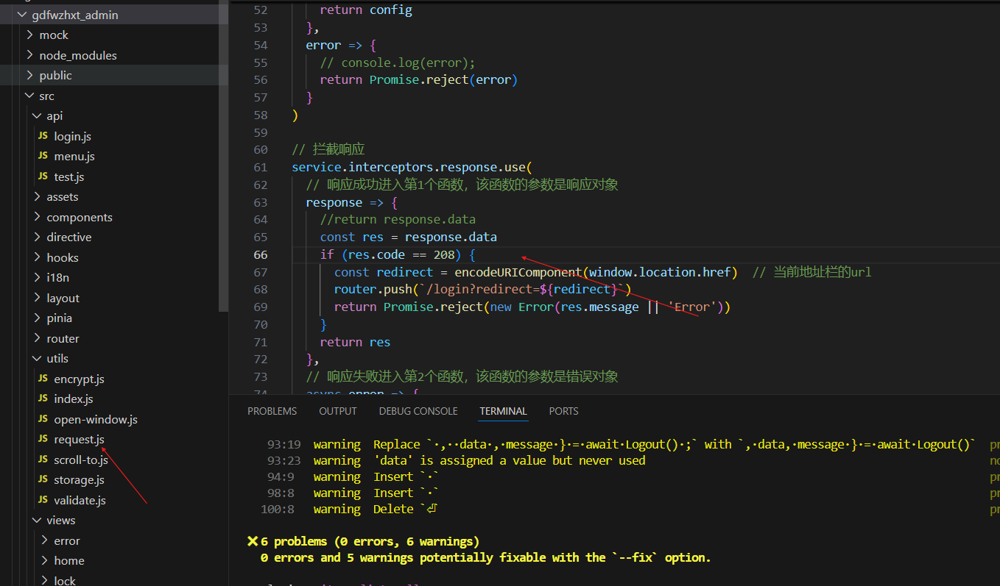 gdfwzhxt_admin
mock
node_modules
public
src
api
JS login.js
JS menu.js
JS test.js
assets
components
directive
hooks
i18n
layout
pinia
router
utils
JS encrypt.js
JS index.js
JS open-window.js
JS request.js
JS scroll-to.js
JS storage.js
JS validate.js
views
error
home
lock
52 return config
53 },
54 error => {
55 // console.log(error);
56 return Promise.reject(error)
57 }
58 )
59
60 // 拦截响应
61 service.interceptors.response.use(
62 // 响应成功进入第1个函数，该函数的参数是响应对象
63 response => {
64 //return response.data
65 const res = response.data
66 if (res.code == 208) {
67 const redirect = encodeURIComponent(window.location.href) // 当前地址栏的url
68 router.push(`/login?redirect=${redirect}`)
69 return Promise.reject(new Error(res.message || 'Error'))
70 }
71 return res
72 },
73 // 响应失败进入第2个函数，该函数的参数是错误对象
74 async error => {
PROBLEMS OUTPUT DEBUG CONSOLE TERMINAL PORTS
93:19 warning Replace `·,··data·,·message·}·=·await·Logout()·;` with `,·data,·message·}·=·await·Logout()` pr
93:23 warning 'data' is assigned a value but never used no
94:9 warning Insert `·` pr
98:8 warning Insert `·` pr
100:8 warning Delete `⏎ pr
✖ 6 problems (0 errors, 6 warnings)
0 errors and 5 warnings potentially fixable with the `--fix` option.